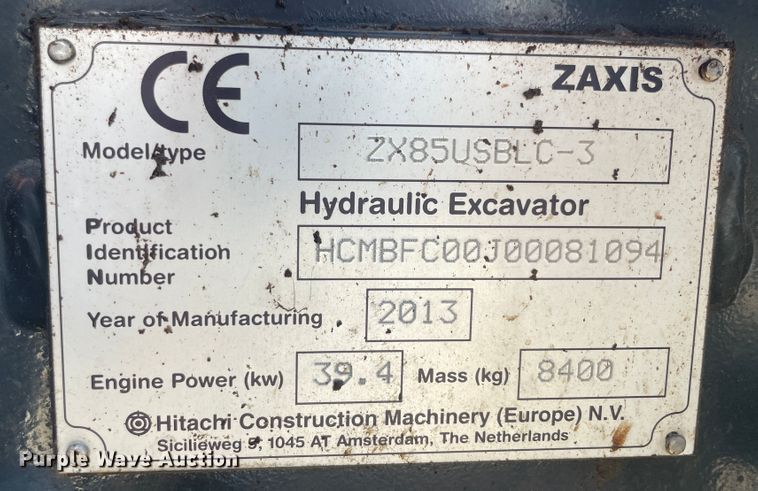 CE ZAXIS
Model/type ZX85USBLC-3
Hydraulic Excavator
Product
Identification HCMBFC00J00081094
Number
Year of Manufacturing 2013
Engine Power (kw) 39.4 Mass (kg) 8400
Hitachi Construction Machinery (Europe) N.V.
Sicilieweg 5, 1045 AT Amsterdam, The Netherlands
Purple Wave Auction